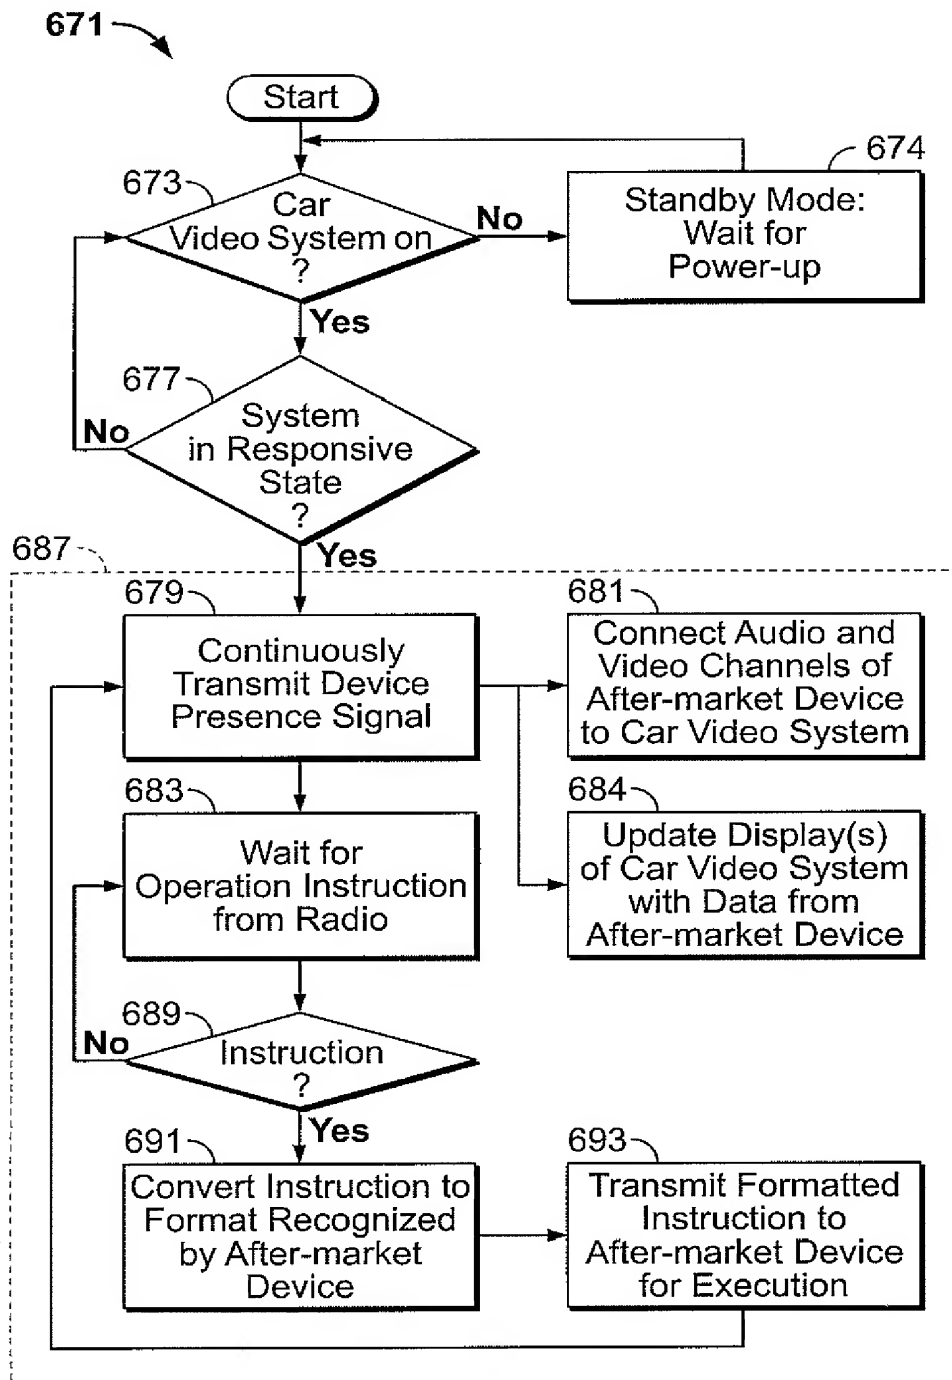 671
Start
673
Car
Video System on
?
No
674
Standby Mode:
Wait for
Power-up
Yes
677
System
in Responsive
State
?
No
Yes
687
679
Continuously
Transmit Device
Presence Signal
681
Connect Audio and
Video Channels of
After-market Device
to Car Video System
683
Wait for
Operation Instruction
from Radio
684
Update Display(s)
of Car Video System
with Data from
After-market Device
689
Instruction
?
No
Yes
691
Convert Instruction to
Format Recognized
by After-market
Device
693
Transmit Formatted
Instruction to
After-market Device
for Execution